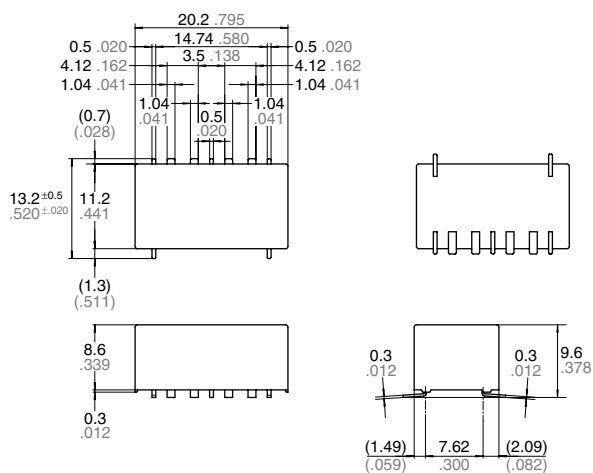 20.2 .795
0.5 .020 14.74 .580 0.5 .020
4.12 .162 3.5 .138 4.12 .162
1.04 .041 1.04 .041
1.04 0.5 1.04
.041 .020 .041
(0.7)
(.028)
13.2±0.5 11.2
.520±.020 .441
(1.3)
(.511)
8.6
.339
0.3
.012
0.3 0.3 9.6
.012 .012 .378
(1.49) 7.62 (2.09)
(.059) .300 (.082)